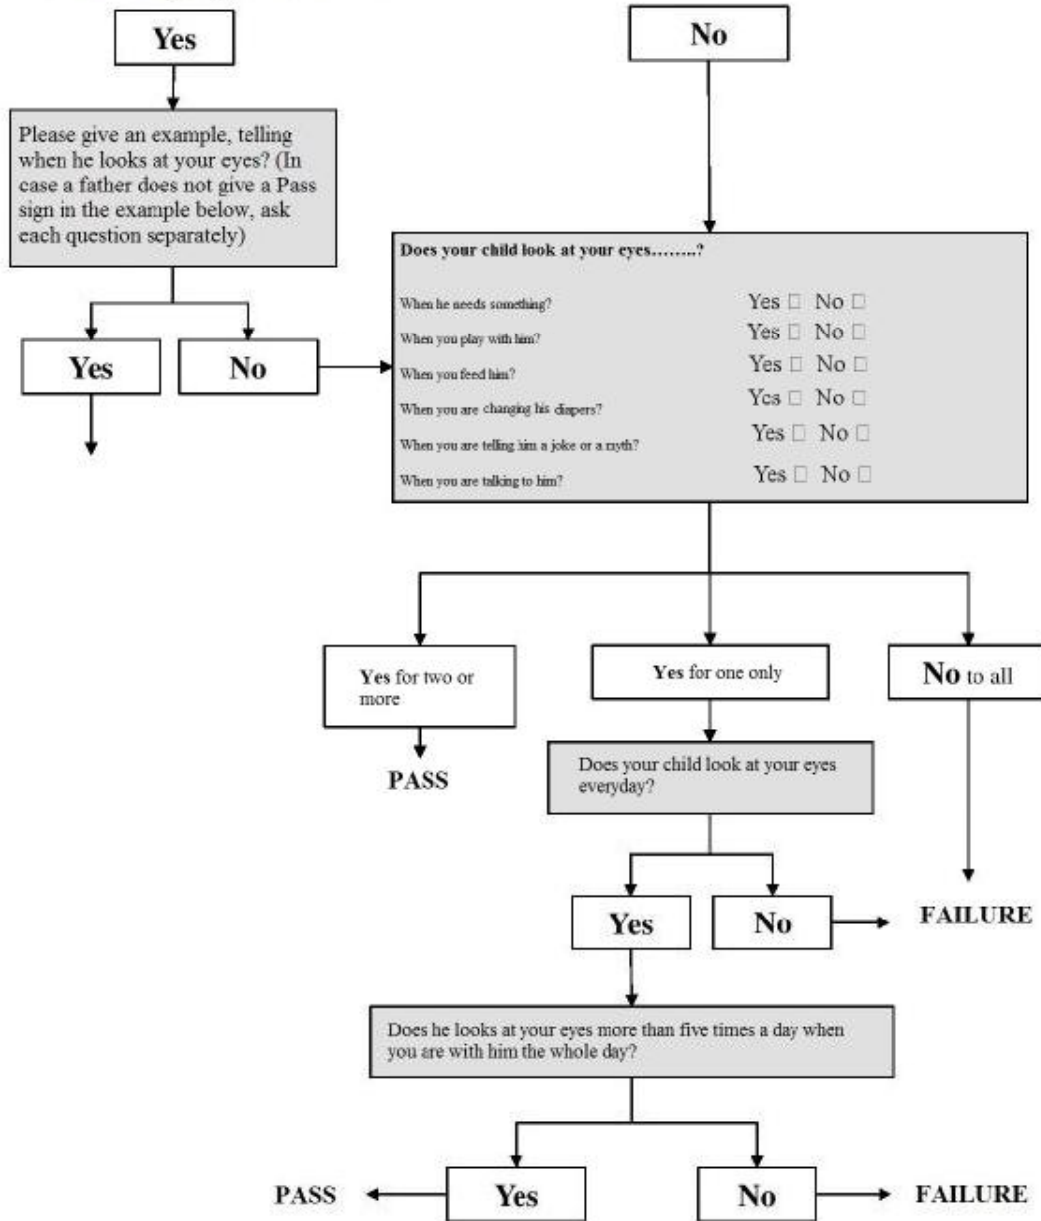 Yes
No
Please give an example, telling
when he looks at your eyes? (In
case a father does not give a Pass
sign in the example below, ask
each question separately)
Does your child look at your eyes……..?
When he needs something? Yes □ No □
When you play with him? Yes □ No □
When you feed him? Yes □ No □
When you are changing his diapers? Yes □ No □
When you are telling him a joke or a myth? Yes □ No □
When you are talking to him? Yes □ No □
Yes
No
Yes for two or
more
Yes for one only
No to all
PASS
Does your child look at your eyes
everyday?
Yes
No
FAILURE
Does he looks at your eyes more than five times a day when
you are with him the whole day?
PASS
Yes
No
FAILURE